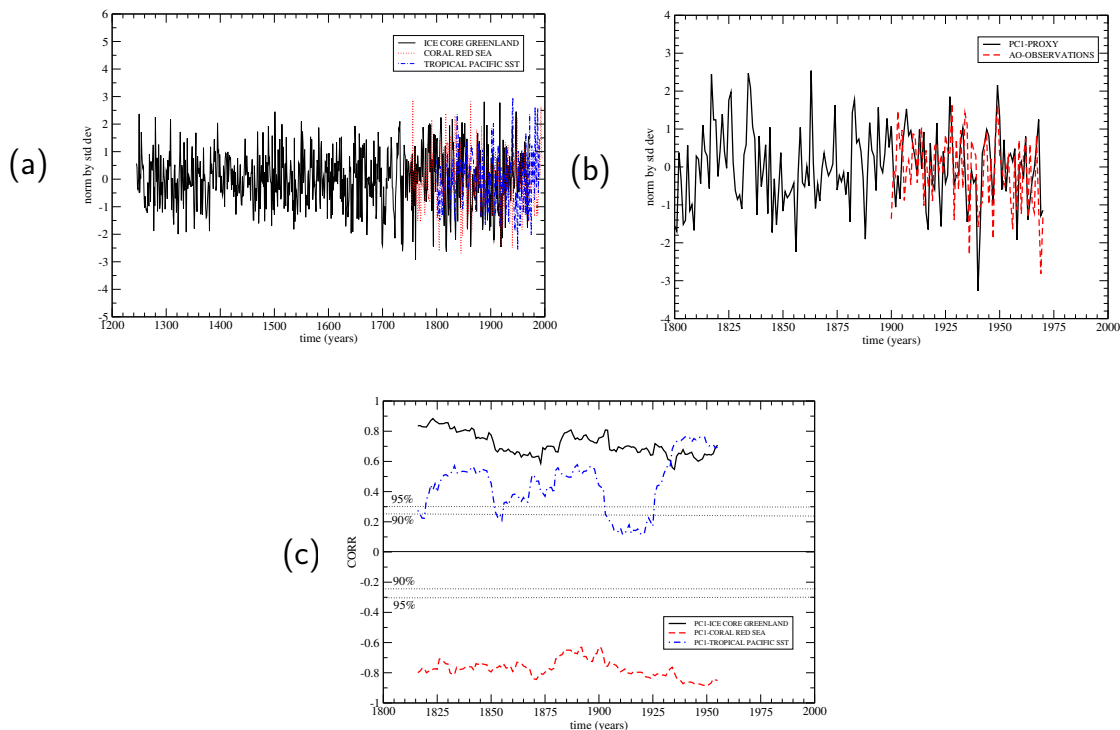 (a)
norm by std dev
6
5
4
3
2
1
0
-1
-2
-3
-4
-5
ICE CORE GREENLAND
CORAL RED SEA
TROPICAL PACIFIC SST
1200 1300 1400 1500 1600 1700 1800 1900 2000
time (years)
(b)
norm by std dev
4
3
2
1
0
-1
-2
-3
-4
PC1-PROXY
AO-OBSERVATIONS
1800 1825 1850 1875 1900 1925 1950 1975 2000
time (years)
(c)
CORR
1
0.8
0.6
0.4
0.2
0
-0.2
-0.4
-0.6
-0.8
-1
95%
90%
90%
95%
PC1-ICE CORE GREENLAND
PC1-CORAL RED SEA
PC1-TROPICAL PACIFIC SST
1800 1825 1850 1875 1900 1925 1950 1975 2000
time (years)